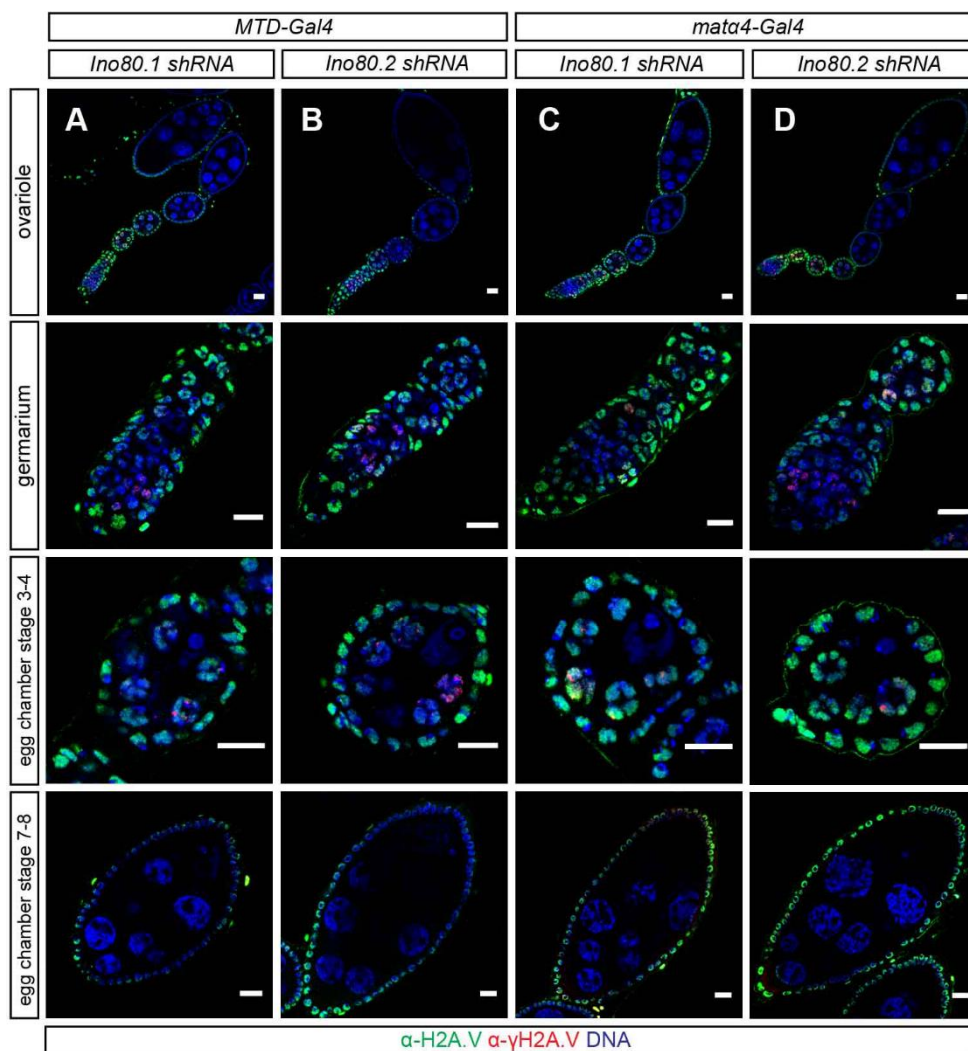 MTD-Gal4 matα4-Gal4
Ino80.1 shRNA Ino80.2 shRNA Ino80.1 shRNA Ino80.2 shRNA
ovariole
A B C D
germarium
egg chamber stage 3-4
egg chamber stage 7-8
α-H2A.V α-γH2A.V DNA